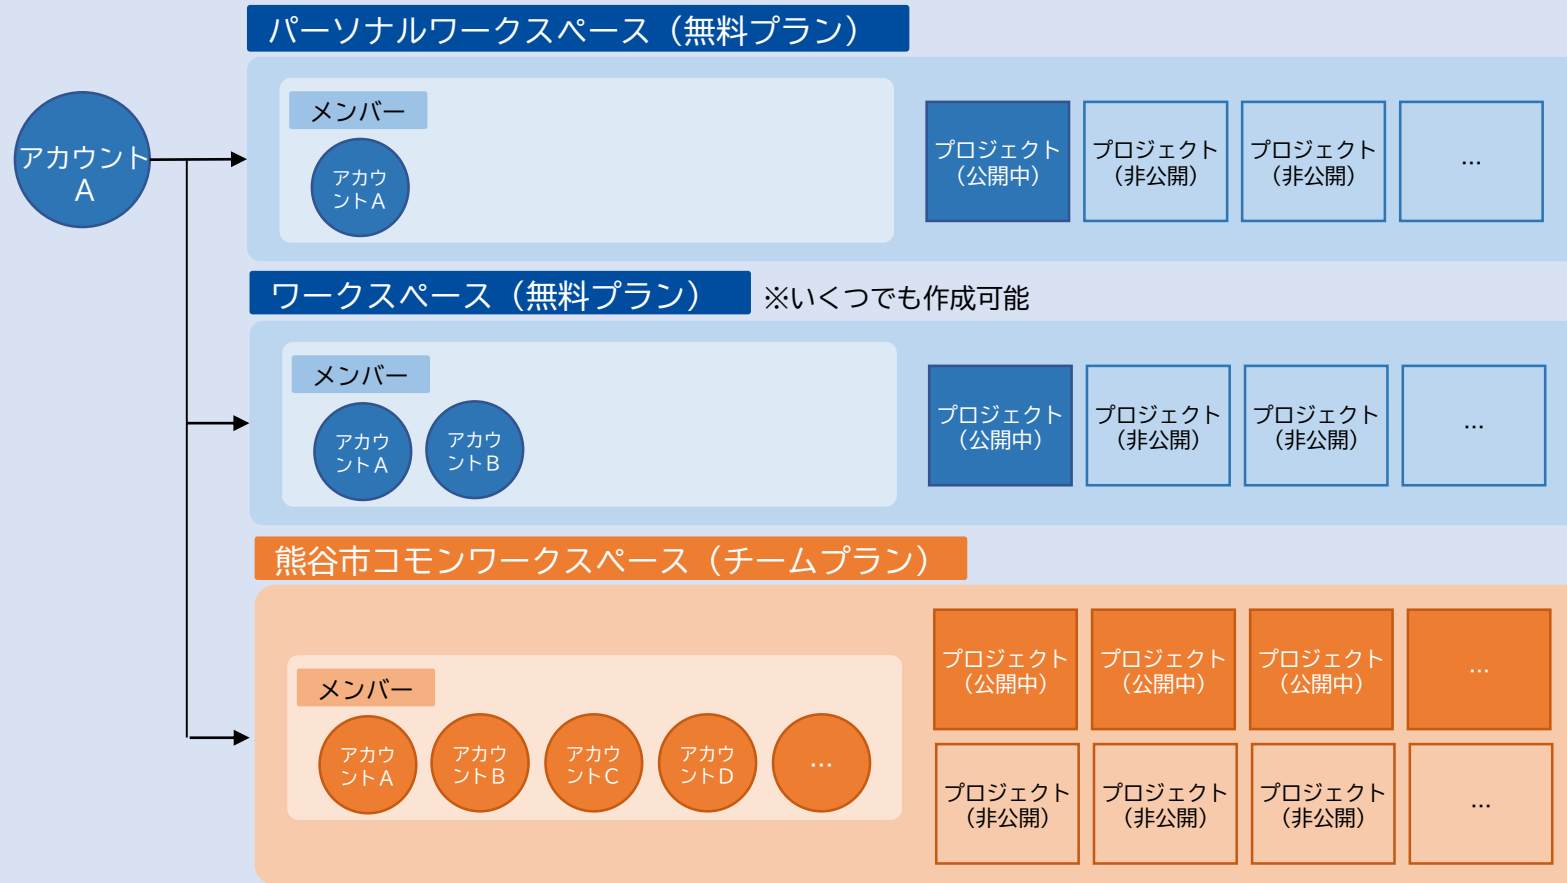 パーソナルワークスペース（無料プラン）
アカウント
A
メンバー
アカウ
ントA
プロジェクト
（公開中）
プロジェクト
（非公開）
プロジェクト
（非公開）
…
ワークスペース（無料プラン）
※いくつでも作成可能
メンバー
アカウ
ントA
アカウ
ントB
プロジェクト
（公開中）
プロジェクト
（非公開）
プロジェクト
（非公開）
…
熊谷市コモンワークスペース（チームプラン）
メンバー
アカウ
ントA
アカウ
ントB
アカウ
ントC
アカウ
ントD
…
プロジェクト
（公開中）
プロジェクト
（公開中）
プロジェクト
（公開中）
…
プロジェクト
（非公開）
プロジェクト
（非公開）
プロジェクト
（非公開）
…